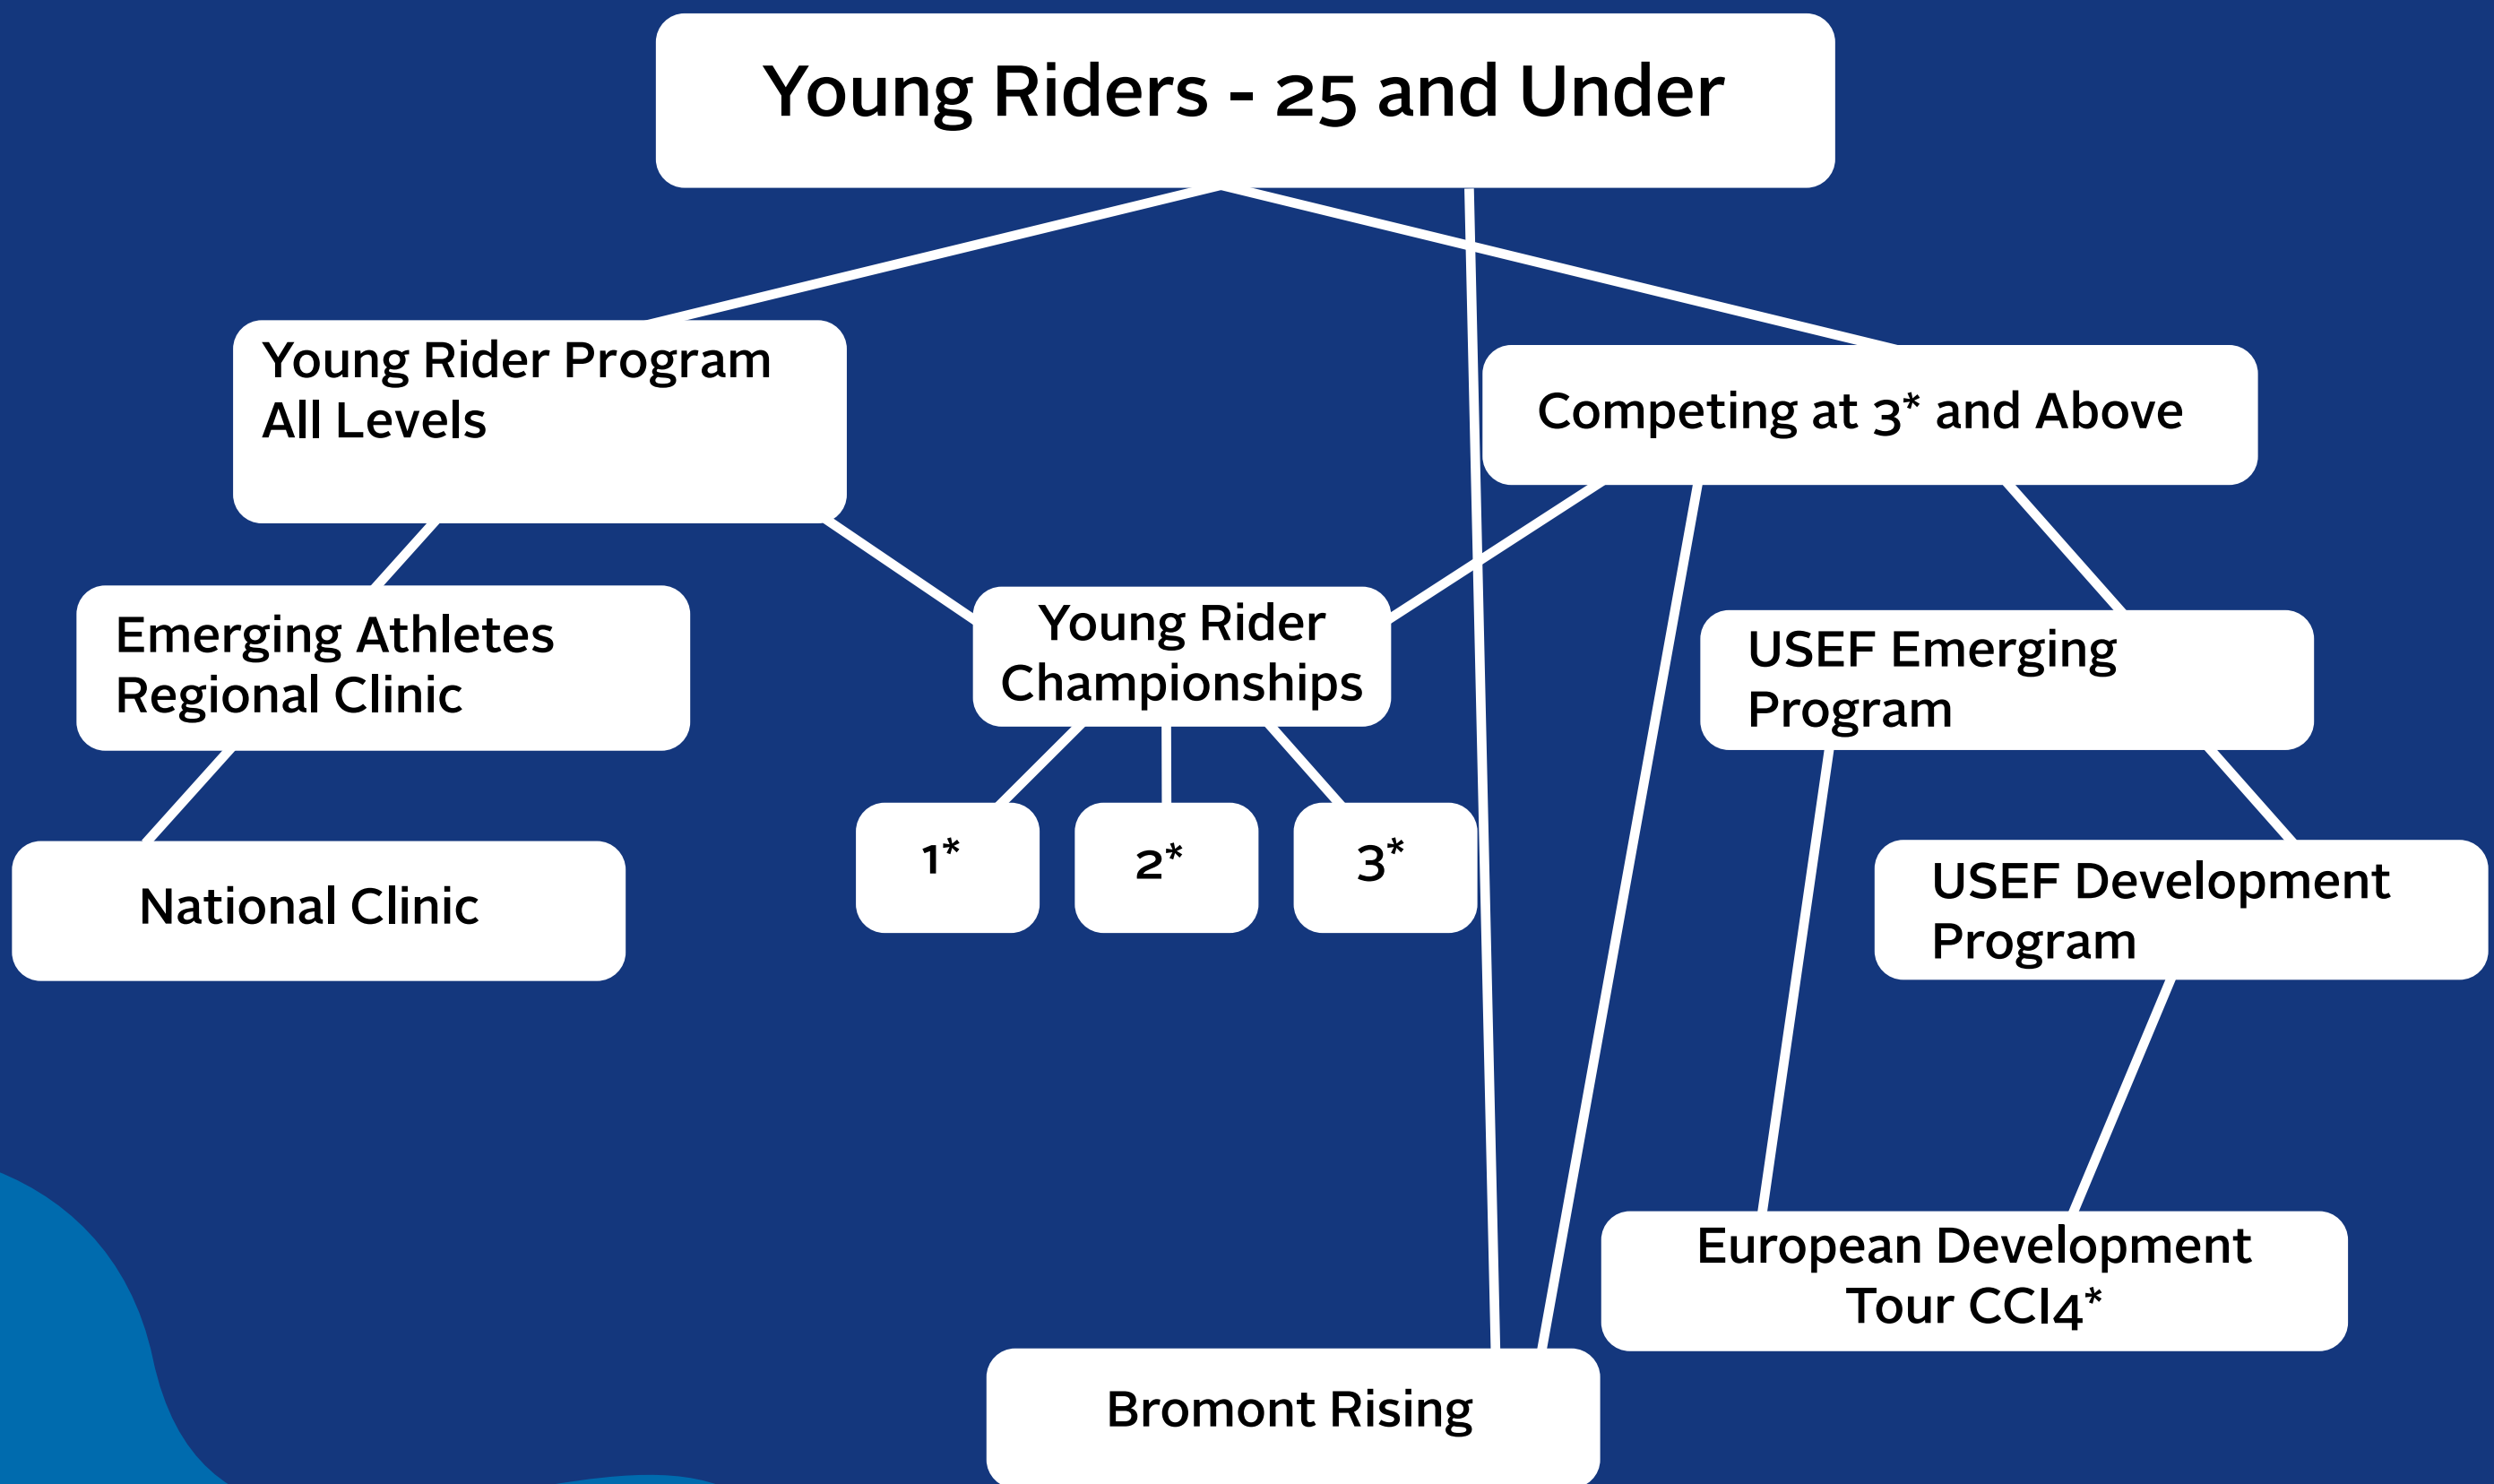 Young Riders - 25 and Under
Young Rider Program
All Levels
Competing at 3* and Above
Emerging Athletes
Regional Clinic
Young Rider
Championships
USEF Emerging
Program
National Clinic
1*
2*
3*
USEF Development
Program
European Development
Tour CCI4*
Bromont Rising